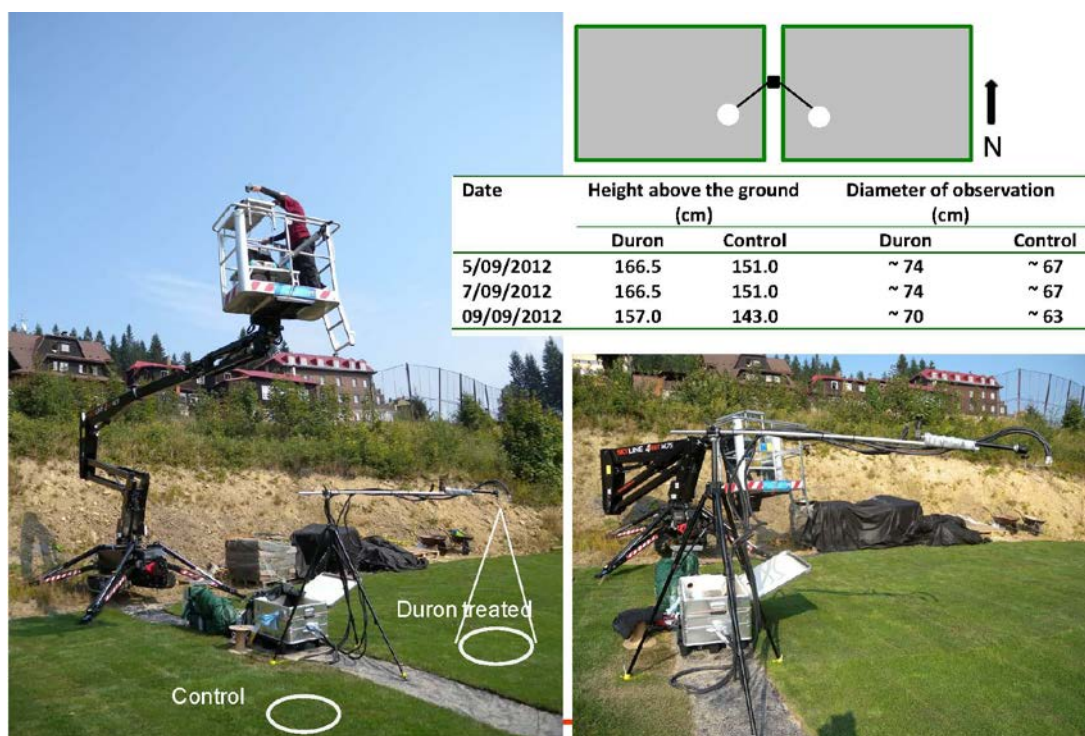 N
Date Height above the ground Diameter of observation
(cm) (cm)
Duron Control Duron Control
5/09/2012 166.5 151.0 ~ 74 ~ 67
7/09/2012 166.5 151.0 ~ 74 ~ 67
09/09/2012 157.0 143.0 ~ 70 ~ 63
Duron treated
Control
SKYLINE